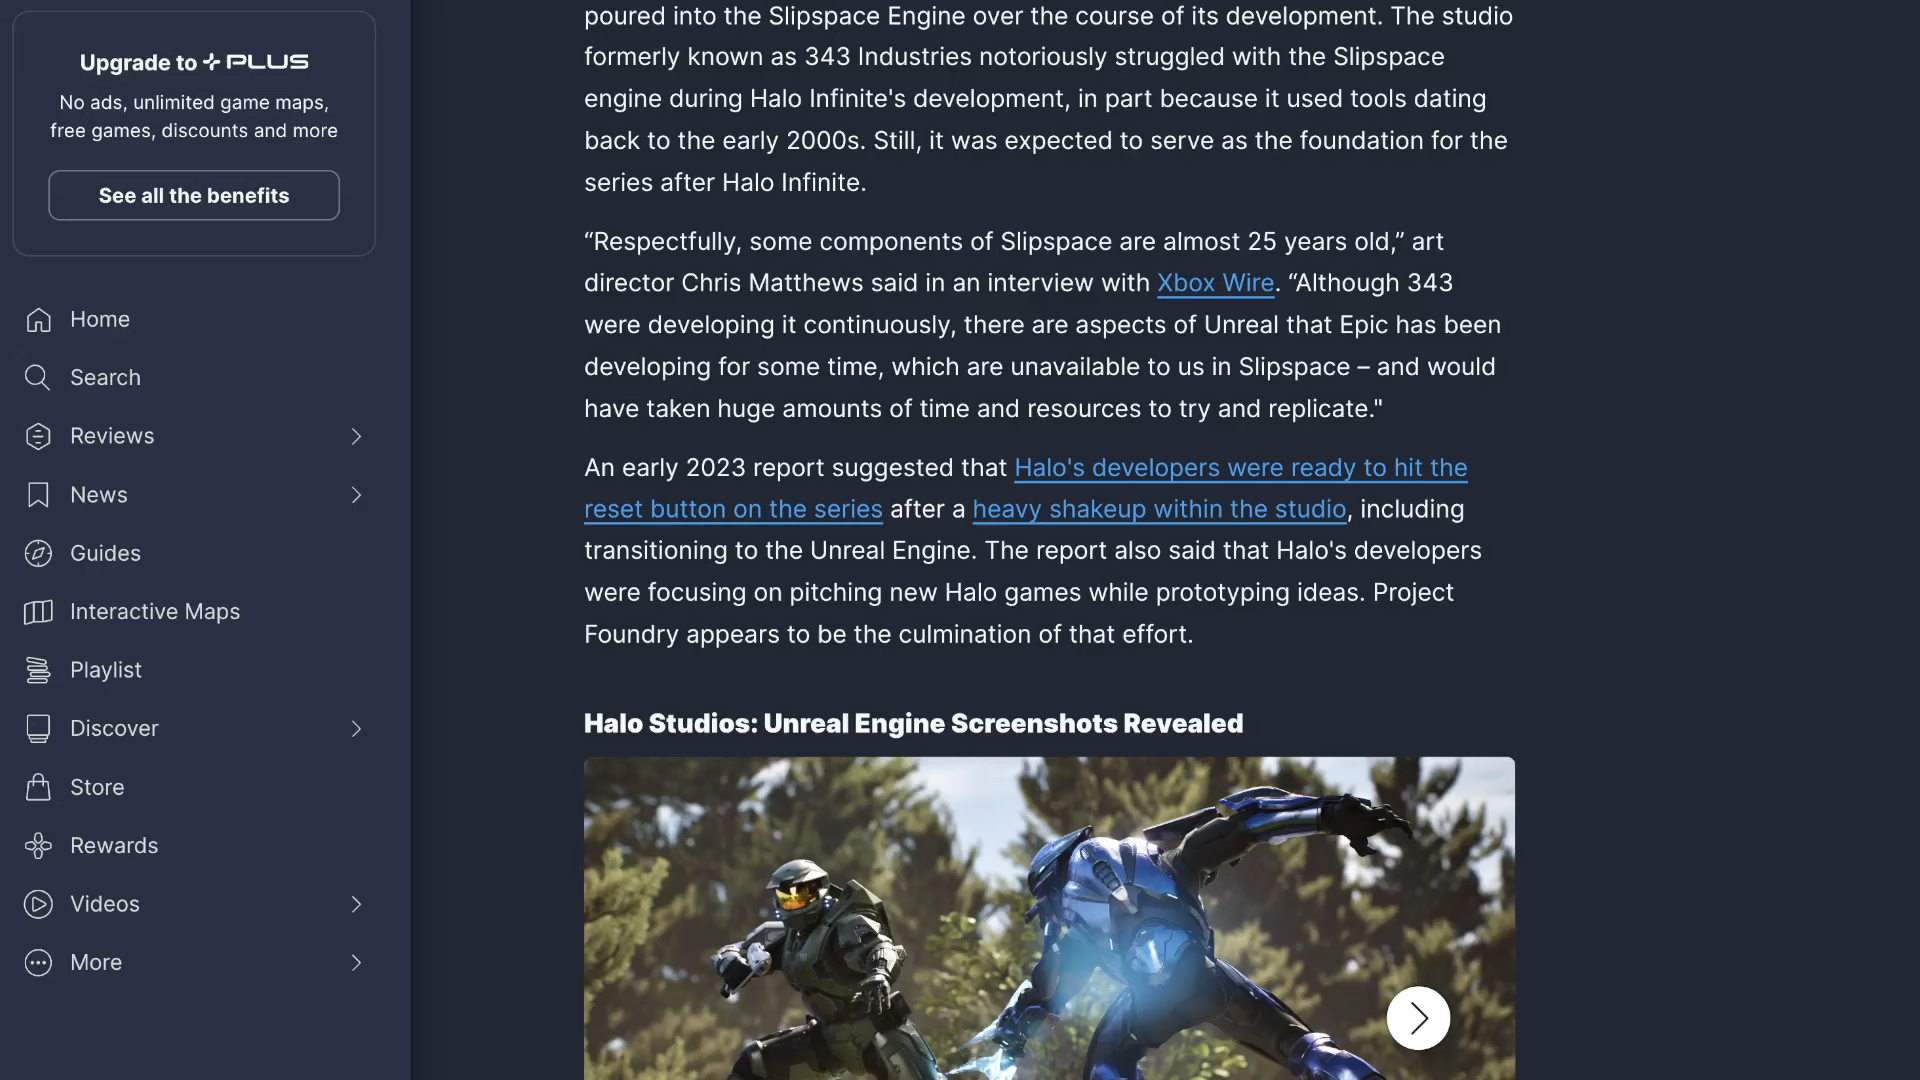 Upgrade to PLUS
No ads, unlimited game maps,
free games, discounts and more
See all the benefits
Home
Search
Reviews
News
Guides
Interactive Maps
Playlist
Discover
Store
Rewards
Videos
More
poured into the Slipspace Engine over the course of its development. The studio
formerly known as 343 Industries notoriously struggled with the Slipspace
engine during Halo Infinite's development, in part because it used tools dating
back to the early 2000s. Still, it was expected to serve as the foundation for the
series after Halo Infinite.
“Respectfully, some components of Slipspace are almost 25 years old,” art
director Chris Matthews said in an interview with Xbox Wire. “Although 343
were developing it continuously, there are aspects of Unreal that Epic has been
developing for some time, which are unavailable to us in Slipspace – and would
have taken huge amounts of time and resources to try and replicate."
An early 2023 report suggested that Halo's developers were ready to hit the
reset button on the series after a heavy shakeup within the studio, including
transitioning to the Unreal Engine. The report also said that Halo's developers
were focusing on pitching new Halo games while prototyping ideas. Project
Foundry appears to be the culmination of that effort.
Halo Studios: Unreal Engine Screenshots Revealed